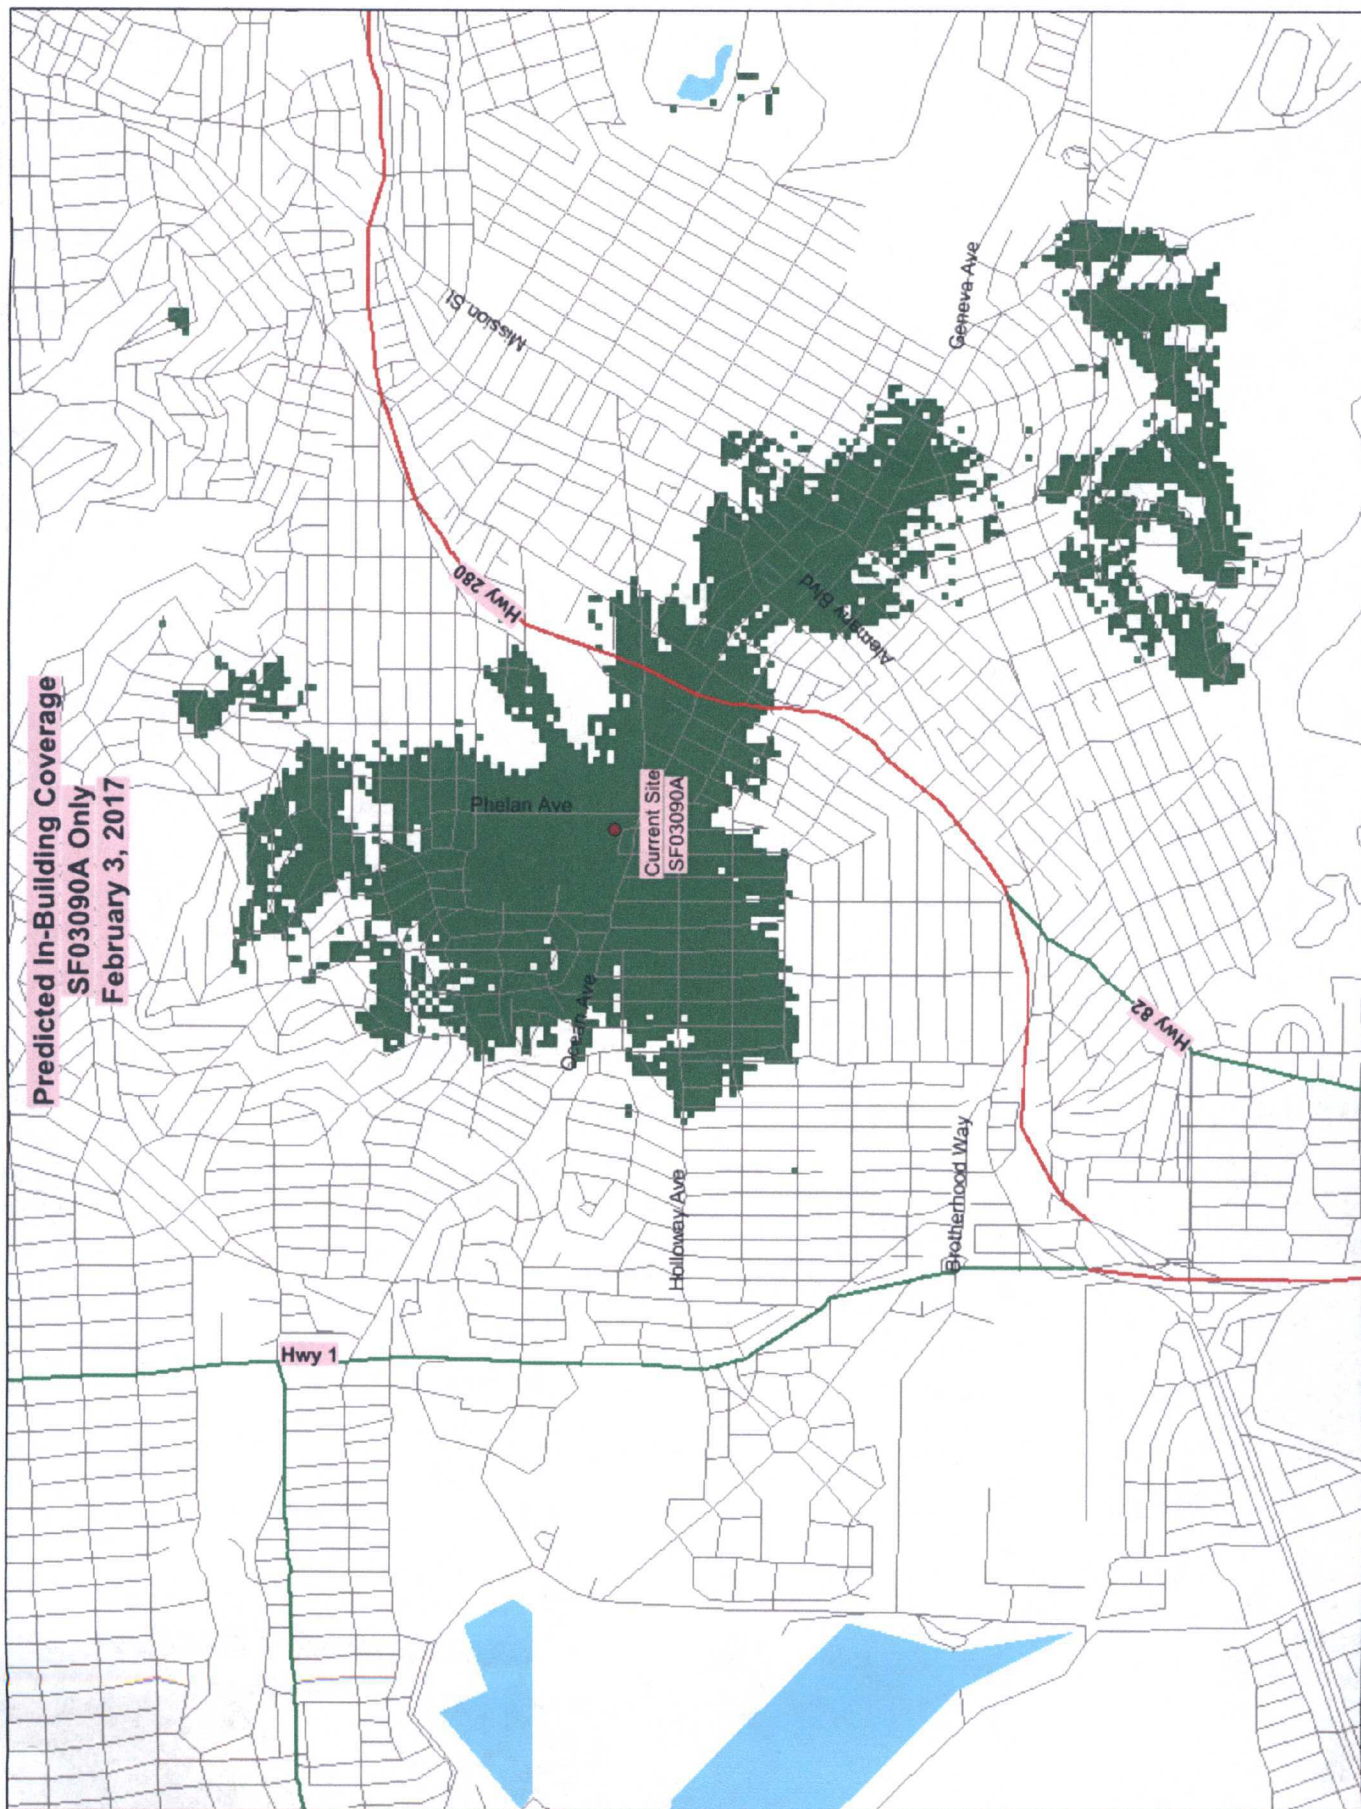 Predicted In-Building Coverage
SF03090A Only
February 3, 2017
Mission St
Geneva Ave
Hwy 280
Alemany Blvd
Phelan Ave
Current Site
SF03090A
Ocean Ave
Hwy 82
Holloway Ave
Brotherhood Way
Hwy 1